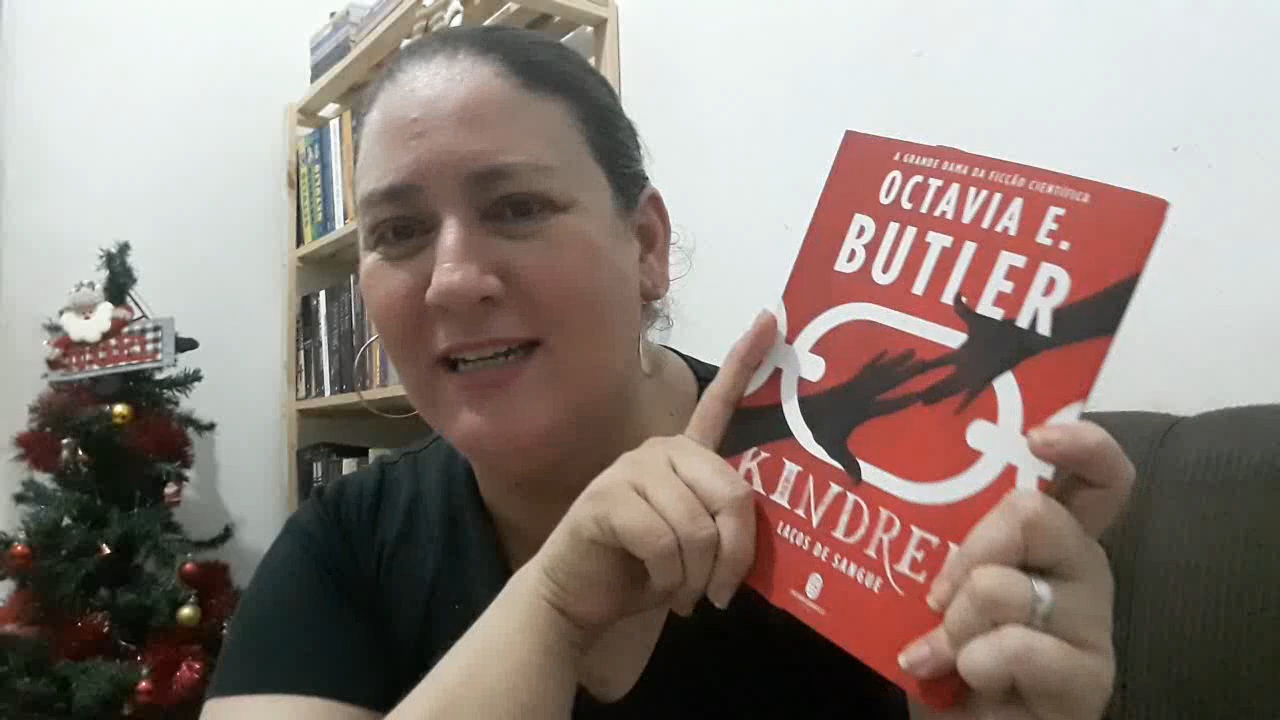 A GRANDE DAMA DA FICÇÃO CIENTÍFICA
OCTAVIA E.
BUTLER
KINDRED
LAÇOS DE SANGUE